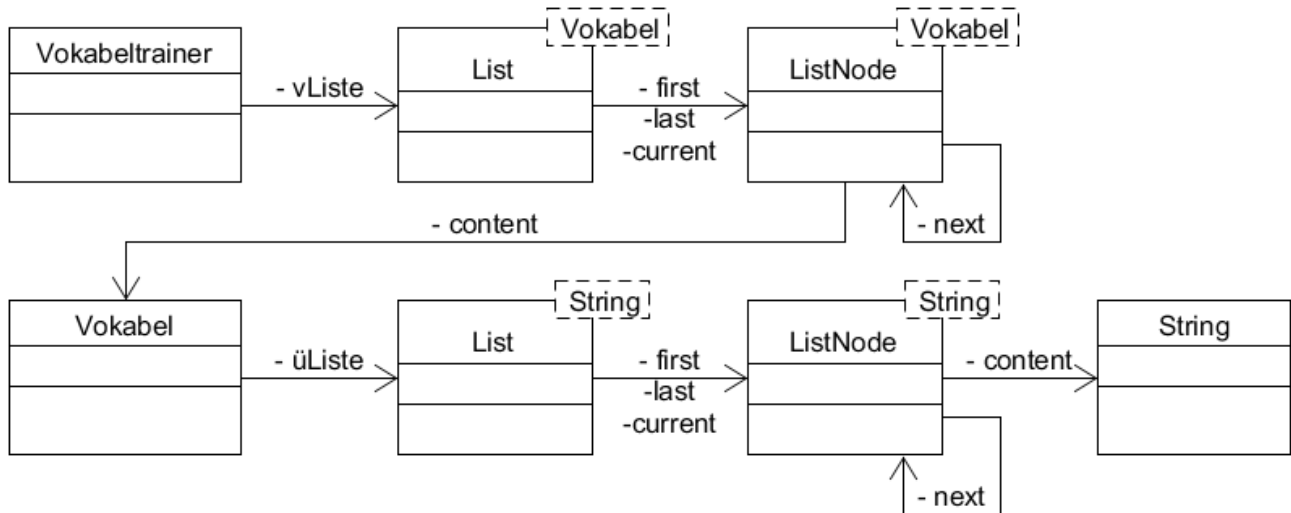 Vokabel
Vokabel
Vokabeltrainer
List
ListNode
- vListe
- first
-last
-current
- next
- content
String
String
Vokabel
List
ListNode
String
- üListe
- first
-last
-current
- content
- next